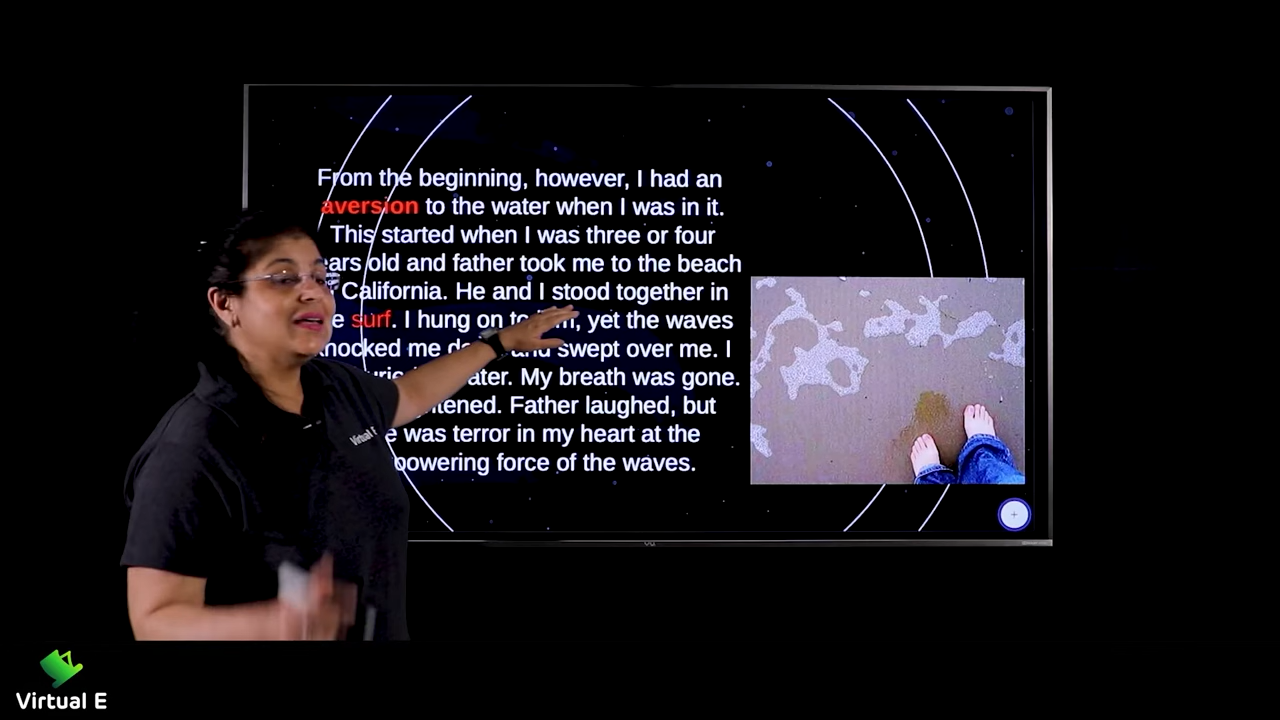 From the beginning, however, I had an
aversion to the water when I was in it.
This started when I was three or four
old and father took me to the beach
California. He and I stood together in
surf. I hung on to, yet the waves
knocked me and swept over me. I
My breath was gone.
Father laughed, but
was terror in my heart at the
force of the waves.
Virtual E
Virtual E